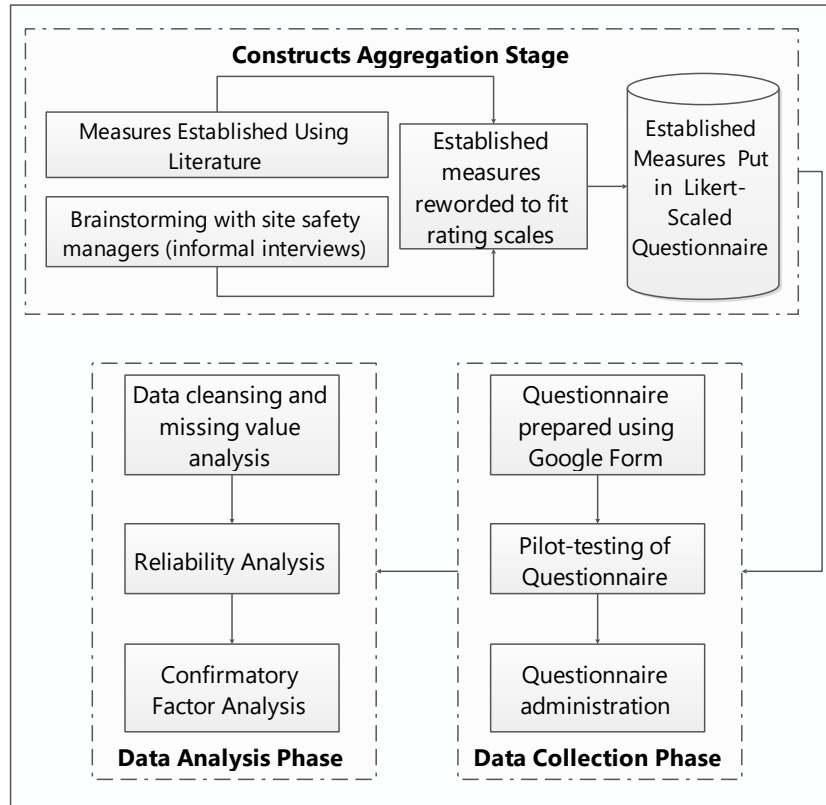 Constructs Aggregation Stage
Measures Established Using
Literature
Brainstorming with site safety
managers (informal interviews)
Established
measures
reworded to fit
rating scales
Established
Measures Put
in Likert-
Scaled
Questionnaire
Data cleansing and
missing value
analysis
Reliability Analysis
Confirmatory
Factor Analysis
Data Analysis Phase
Questionnaire
prepared using
Google Form
Pilot-testing of
Questionnaire
Questionnaire
administration
Data Collection Phase